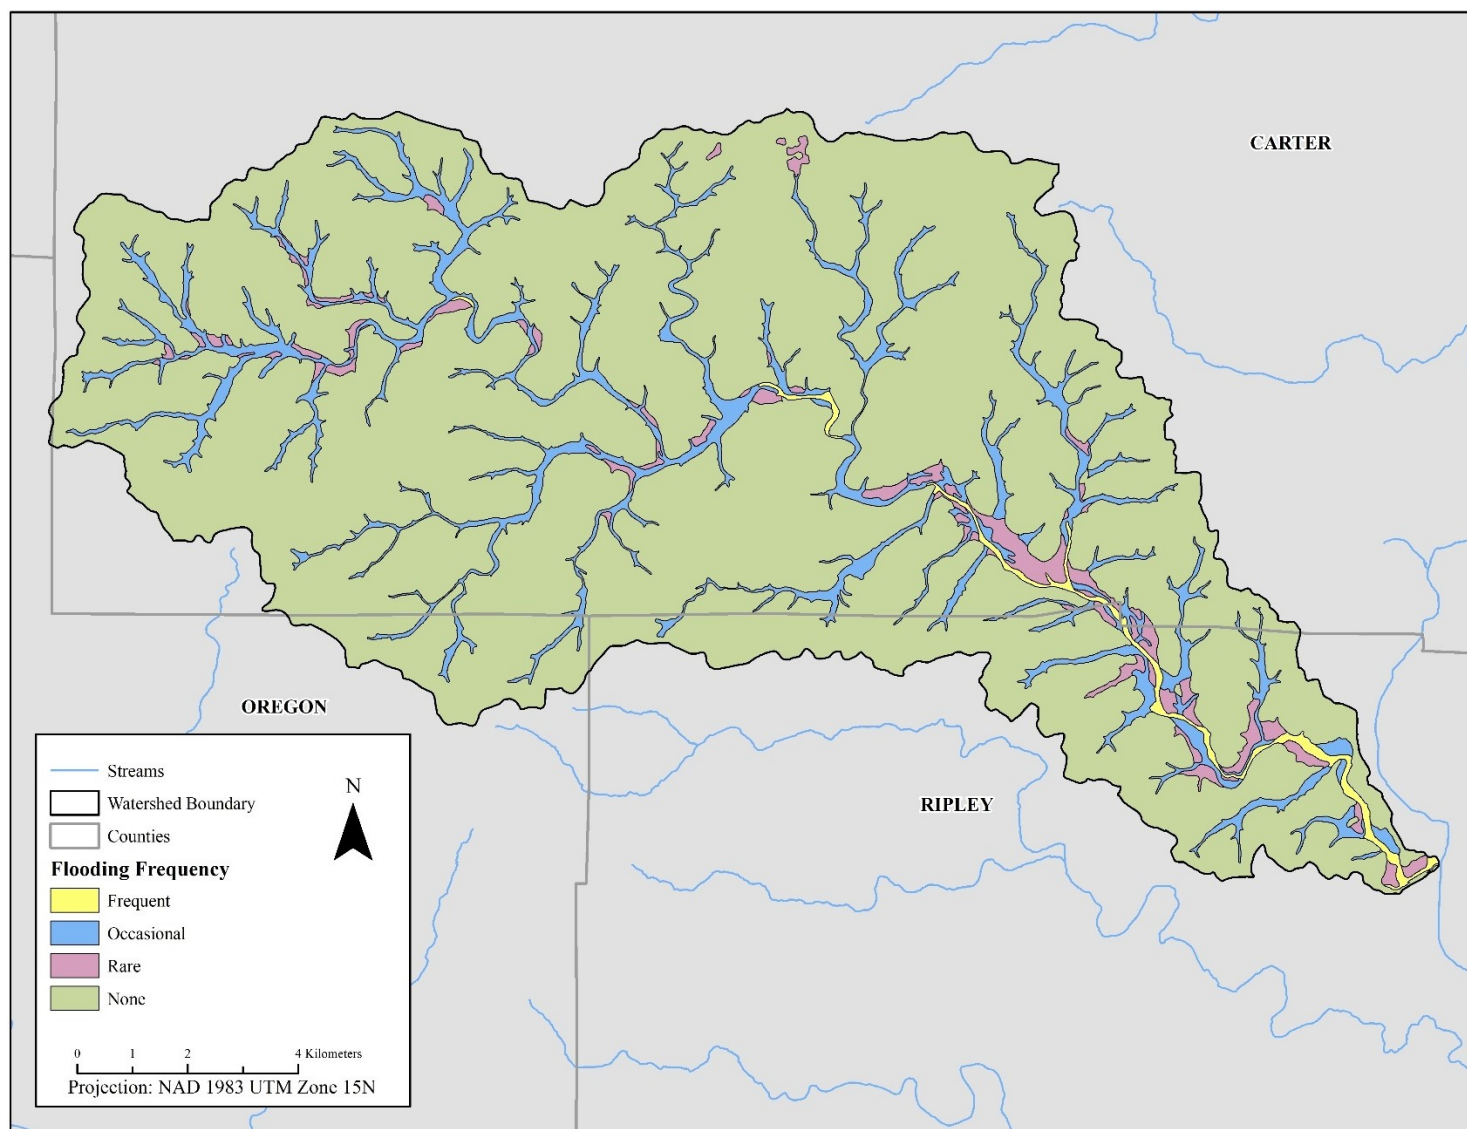 CARTER
OREGON
RIPLEY
Streams
Watershed Boundary
Counties
Flooding Frequency
Frequent
Occasional
Rare
None
N
0 1 2 4 Kilometers
Projection: NAD 1983 UTM Zone 15N